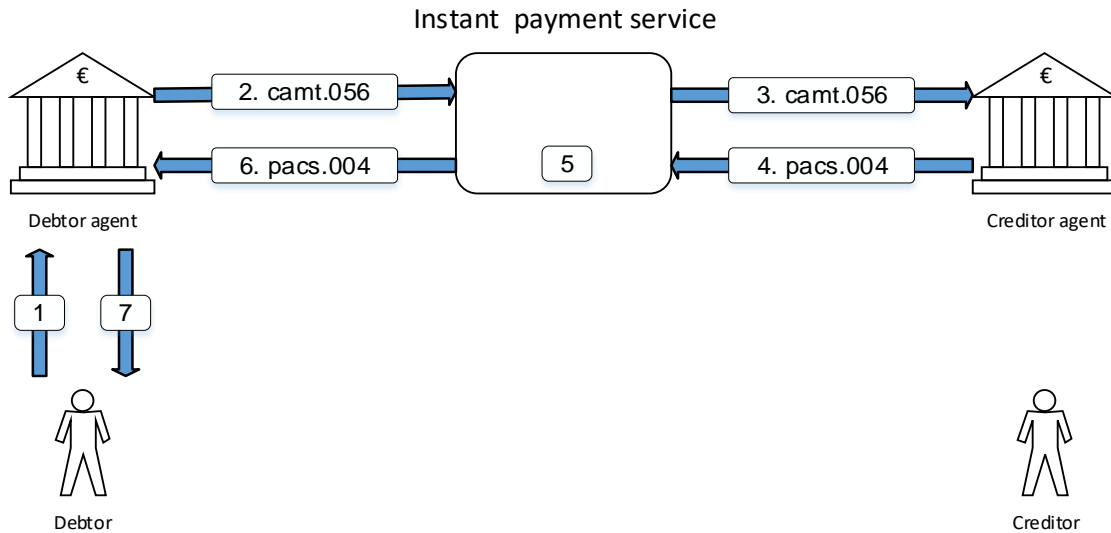 Instant payment service
€
2. camt.056
3. camt.056
€
6. pacs.004
5
4. pacs.004
Debtor agent
Creditor agent
1
7
Debtor
Creditor